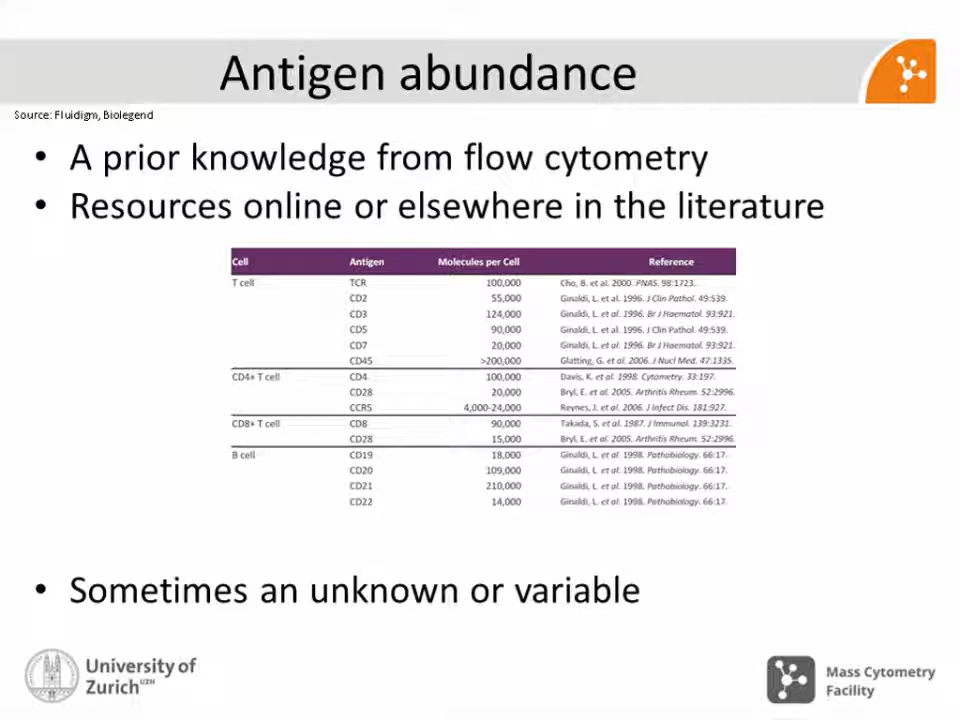 Antigen abundance
Source: Fluidigm, Biolegend
• A prior knowledge from flow cytometry
• Resources online or elsewhere in the literature
Cell Antigen Molecules per Cell Reference
T cell TCR 100,000 Cho, B. et al. 2000. PNAS. 98:1723.
CD2 55,000 Ginaldi, L. et al. 1996. J Clin Pathol. 49:539.
CD3 124,000 Ginaldi, L. et al. 1996. Br J Haematol. 93:921.
CD5 90,000 Ginaldi, L. et al. 1996. J Clin Pathol. 49:539.
CD7 20,000 Ginaldi, L. et al. 1996. Br J Haematol. 93:921.
CD45 >200,000 Glatting, G. et al. 2006. J Nucl Med. 47:1335.
CD4+ T cell CD4 100,000 Davis, K. et al. 1998. Cytometry. 33:197.
CD28 20,000 Bryl, E. et al. 2005. Arthritis Rheum. 52:2996.
CCR5 4,000-24,000 Reynes, J. et al. 2006. J Infect Dis. 181:927.
CD8+ T cell CD8 90,000 Takada, S. et al. 1987. J Immunol. 139:3231.
CD28 15,000 Bryl, E. et al. 2005. Arthritis Rheum. 52:2996.
B cell CD19 18,000 Ginaldi, L. et al. 1998. Pathobiology. 66:17.
CD20 109,000 Ginaldi, L. et al. 1998. Pathobiology. 66:17.
CD21 210,000 Ginaldi, L. et al. 1998. Pathobiology. 66:17.
CD22 14,000 Ginaldi, L. et al. 1998. Pathobiology. 66:17.
• Sometimes an unknown or variable
University of
Zurich UZH
Mass Cytometry
Facility